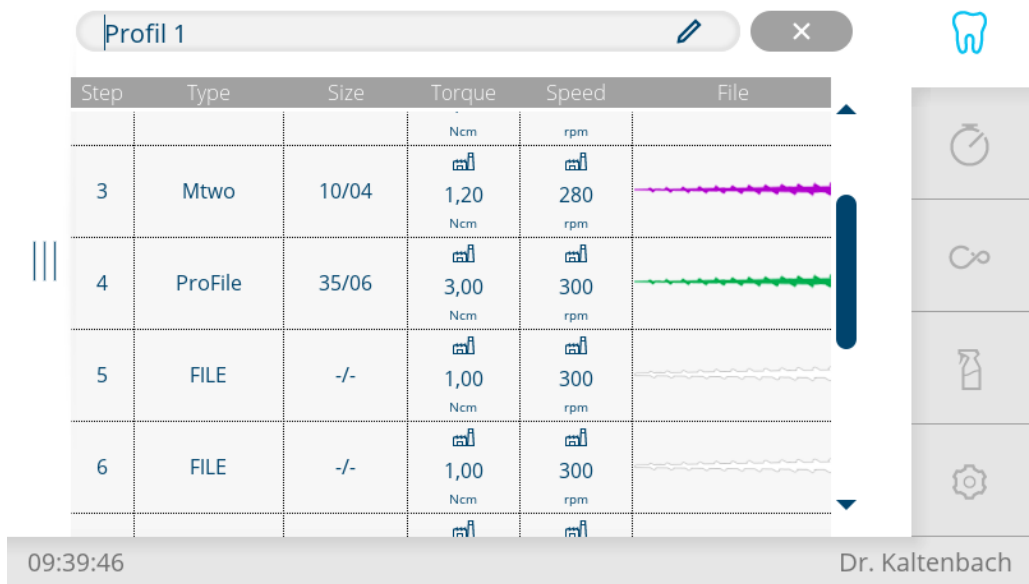 Profil 1
Step Type Size Torque Speed File
Ncm rpm
3 Mtwo 10/04 1,20 280
Ncm rpm
4 ProFile 35/06 3,00 300
Ncm rpm
5 FILE -/- 1,00 300
Ncm rpm
6 FILE -/- 1,00 300
Ncm rpm
09:39:46 Dr. Kaltenbach